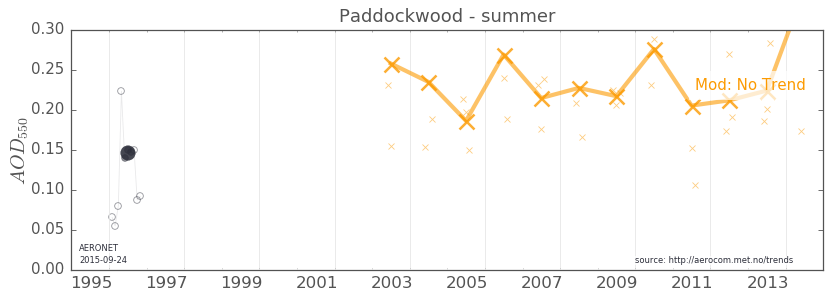 Paddockwood - summer
0.30
0.25
0.20
0.15
0.10
0.05
0.00
AOD550
Mod: No Trend
AERONET
2015-09-24
source: http://aerocom.met.no/trends
1995 1997 1999 2001 2003 2005 2007 2009 2011 2013